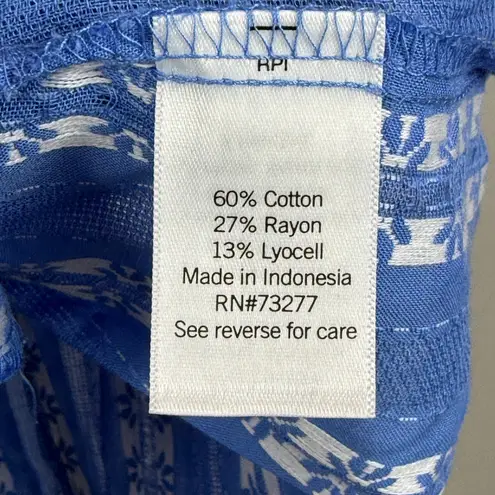 RPI
60% Cotton
27% Rayon
13% Lyocell
Made in Indonesia
RN#73277
See reverse for care